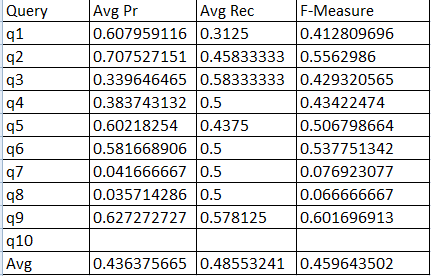 Query Avg Pr Avg Rec F-Measure
q1 0.607959116 0.3125 0.412809696
q2 0.707527151 0.45833333 0.5562986
q3 0.339646465 0.58333333 0.429320565
q4 0.383743132 0.5 0.43422474
q5 0.60218254 0.4375 0.506798664
q6 0.581668906 0.5 0.537751342
q7 0.041666667 0.5 0.076923077
q8 0.035714286 0.5 0.066666667
q9 0.627272727 0.578125 0.601696913
q10
Avg 0.436375665 0.48553241 0.459643502